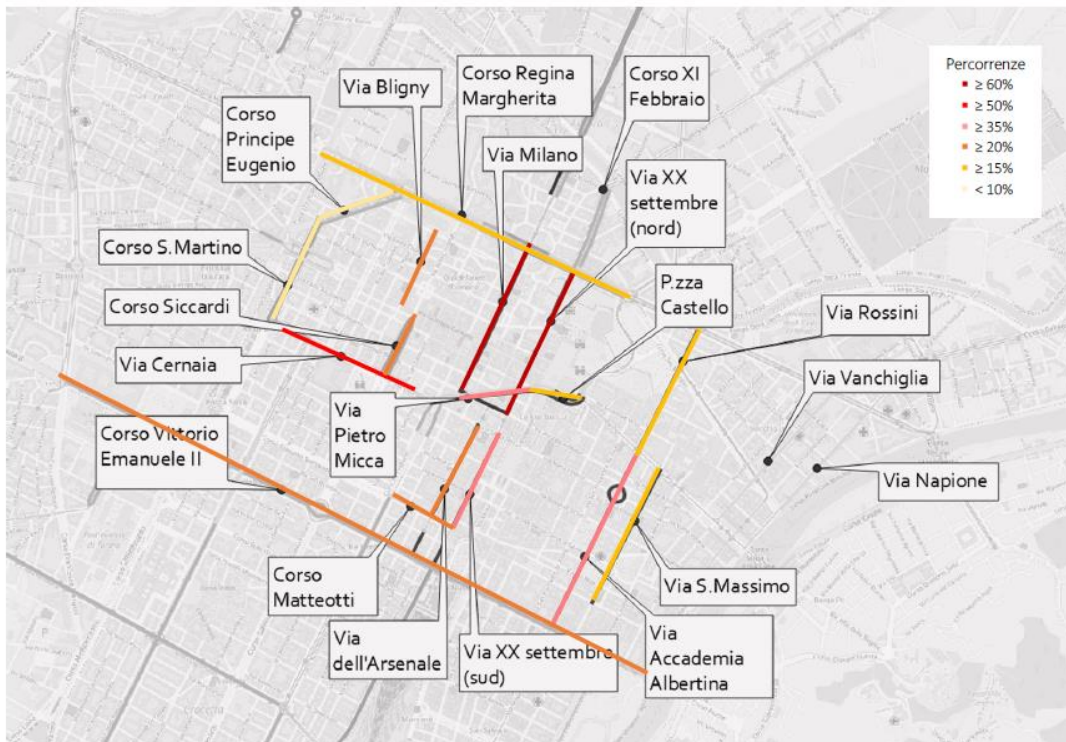 Via Bligny
Corso Regina
Margherita
Corso XI
Febbraio
Percorrenze
≥ 60%
≥ 50%
≥ 35%
≥ 20%
≥ 15%
< 10%
Corso
Principe
Eugenio
Via Milano
Via XX
settembre
(nord)
Corso S.Martino
P.zza
Castello
Corso Siccardi
Via Rossini
Via Cernaia
Via Vanchiglia
Via
Pietro
Micca
Corso Vittorio
Emanuele II
Via Napione
Corso
Matteotti
Via S.Massimo
Via
dell'Arsenale
Via XX settembre
(sud)
Via
Accademia
Albertina